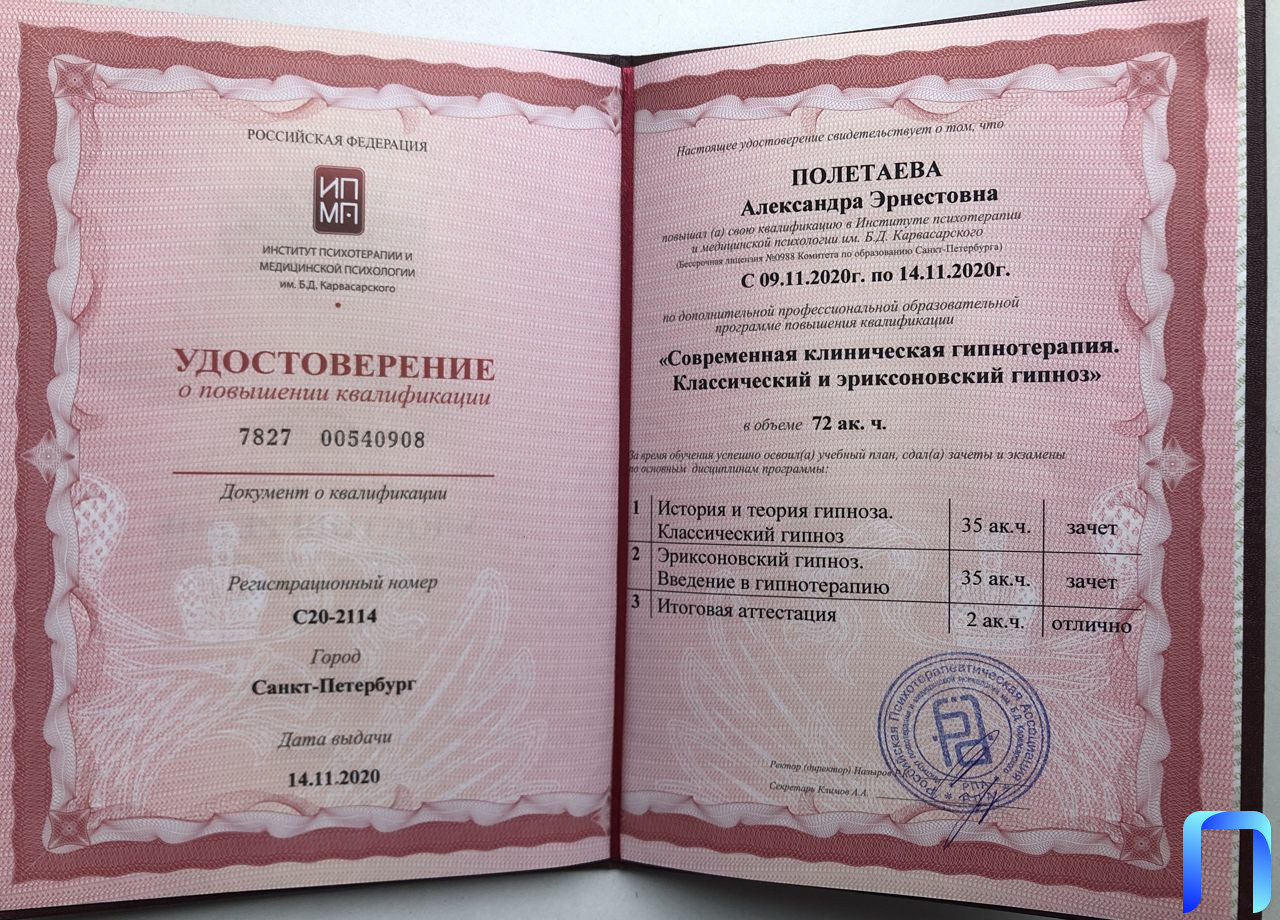 РОССИЙСКАЯ ФЕДЕРАЦИЯ
ИП
МП
ИНСТИТУТ ПСИХОТЕРАПИИ И
МЕДИЦИНСКОЙ ПСИХОЛОГИИ
им. Б.Д. Карвасарского
УДОСТОВЕРЕНИЕ
о повышении квалификации
7827 00540908
Документ о квалификации
Регистрационный номер
С20-2114
Город
Санкт-Петербург
Дата выдачи
14.11.2020
Настоящее удостоверение свидетельствует о том, что
ПОЛЕТАЕВА
Александра Эрнестовна
повышал (а) свою квалификацию в Институте психотерапии
и медицинской психологии им. Б.Д. Карвасарского
(Бессрочная лицензия №0988 Комитета по образованию Санкт-Петербурга)
С 09.11.2020г. по 14.11.2020г.
по дополнительной профессиональной образовательной
программе повышения квалификации
«Современная клиническая гипнотерапия.
Классический и эриксоновский гипноз»
в объеме 72 ак. ч.
За время обучения успешно освоил(а) учебный план, сдал(а) зачеты и экзамены
по основным дисциплинам программы:
1 История и теория гипноза. 35 ак.ч. зачет
Классический гипноз
2 Эриксоновский гипноз. 35 ак.ч. зачет
Введение в гипнотерапию
3 Итоговая аттестация 2 ак.ч. отлично
Российская Психотерапевтическая Ассоциация
РПА
Ректор (директор) Назыров Р.
Секретарь Климов А.А.